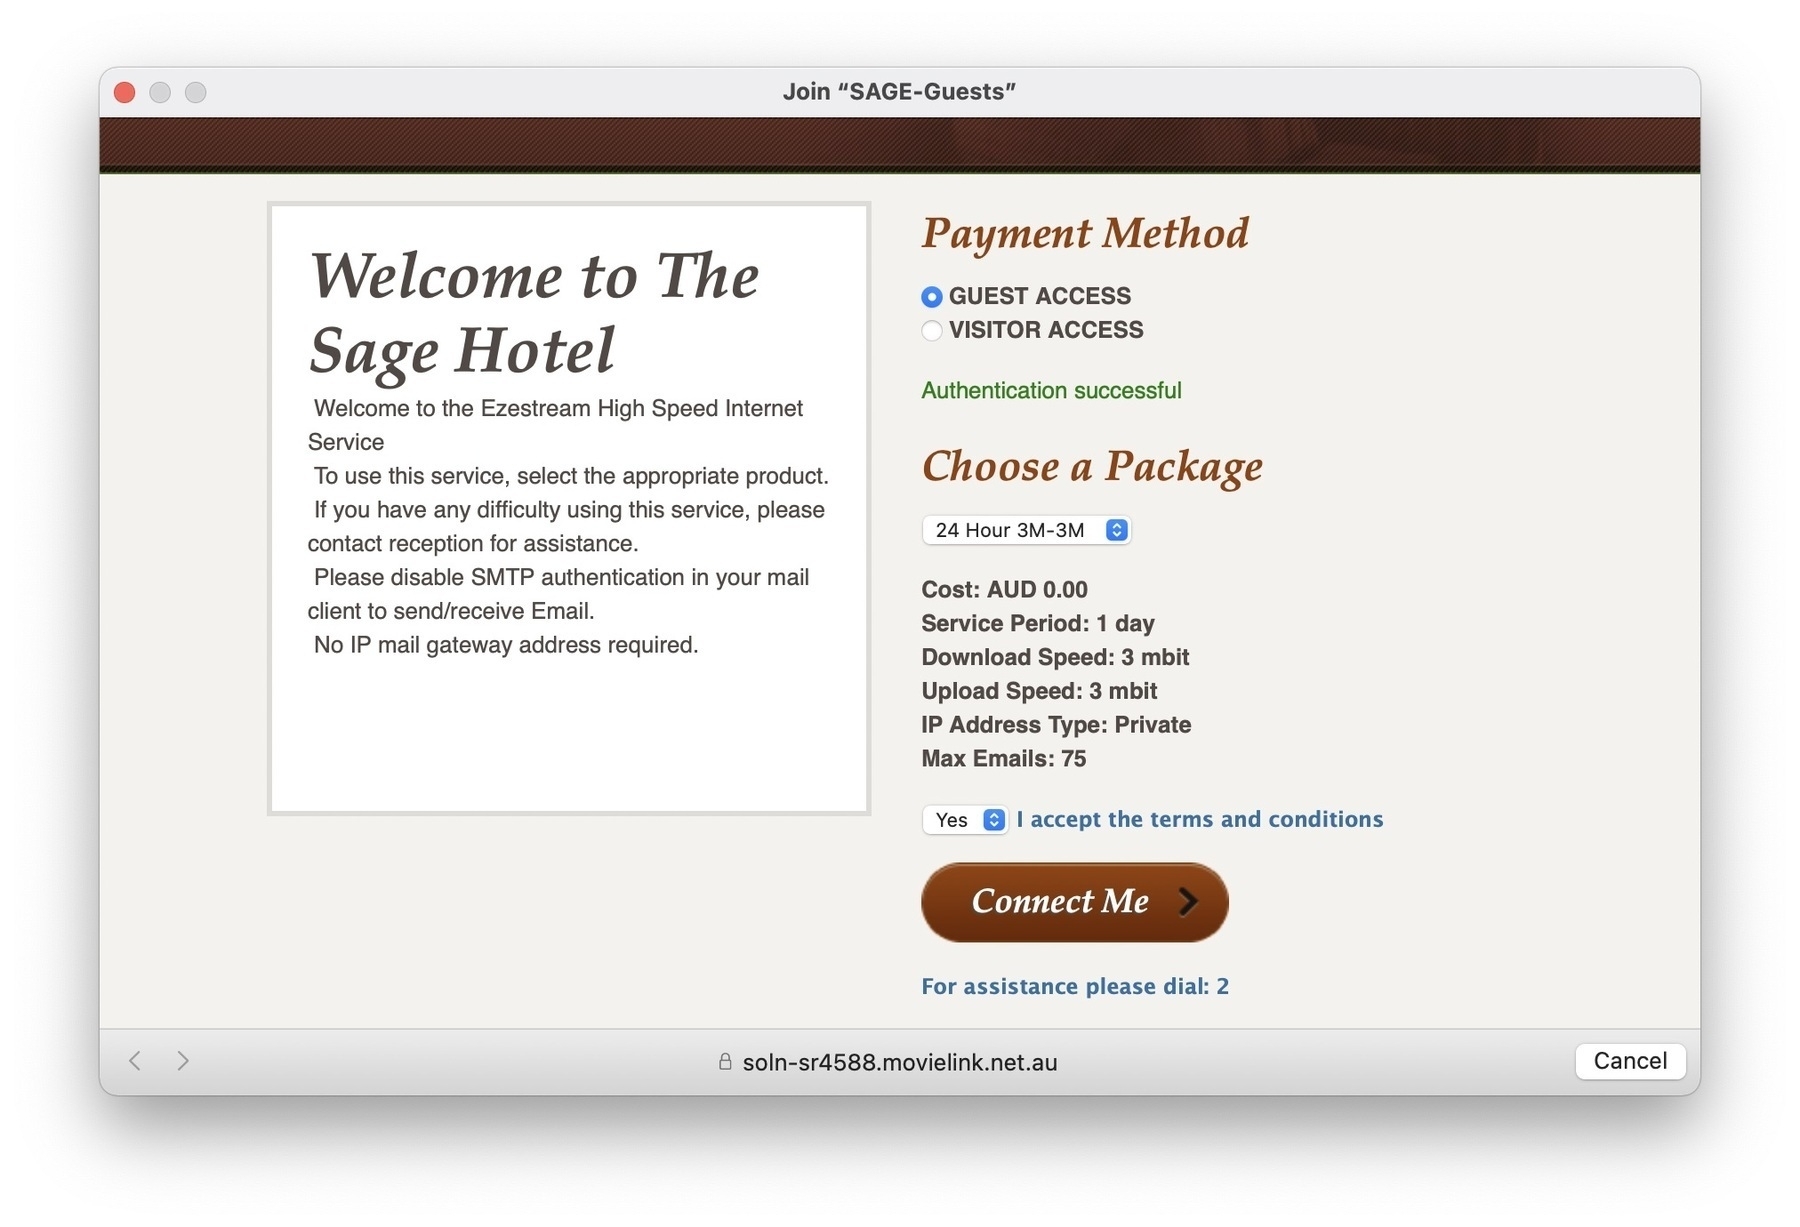 Join “SAGE-Guests”
Welcome to The
Sage Hotel
Welcome to the Ezestream High Speed Internet
Service
To use this service, select the appropriate product.
If you have any difficulty using this service, please
contact reception for assistance.
Please disable SMTP authentication in your mail
client to send/receive Email.
No IP mail gateway address required.
Payment Method
GUEST ACCESS
VISITOR ACCESS
Authentication successful
Choose a Package
24 Hour 3M-3M
Cost: AUD 0.00
Service Period: 1 day
Download Speed: 3 mbit
Upload Speed: 3 mbit
IP Address Type: Private
Max Emails: 75
Yes I accept the terms and conditions
Connect Me
For assistance please dial: 2
soln-sr4588.movielink.net.au
Cancel